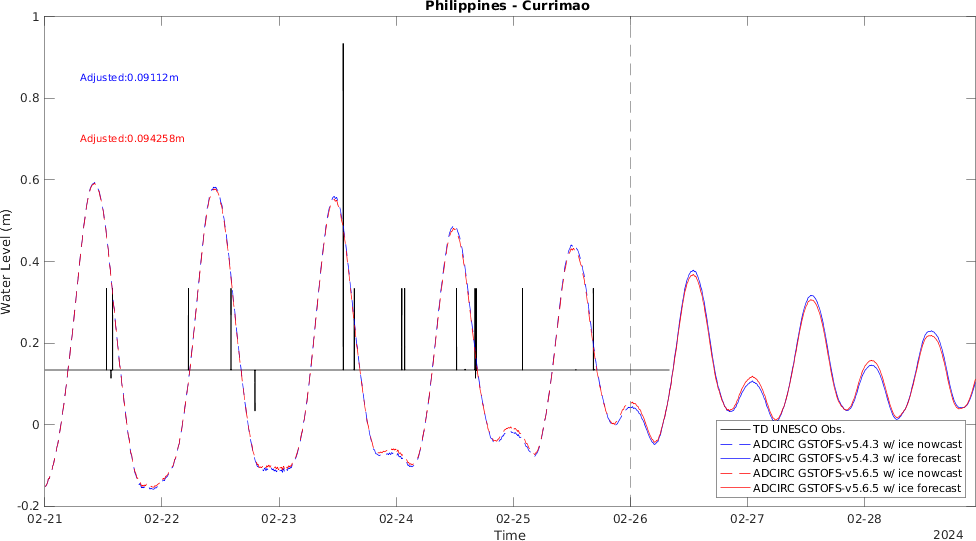 Philippines - Currimao
Adjusted:0.09112m
Adjusted:0.094258m
Water Level (m)
1
0.8
0.6
0.4
0.2
0
-0.2
02-21
02-22
02-23
02-24
02-25
02-26
02-27
02-28
Time
2024
TD UNESCO Obs.
ADCIRC GSTOFS-v5.4.3 w/ ice nowcast
ADCIRC GSTOFS-v5.4.3 w/ ice forecast
ADCIRC GSTOFS-v5.6.5 w/ ice nowcast
ADCIRC GSTOFS-v5.6.5 w/ ice forecast